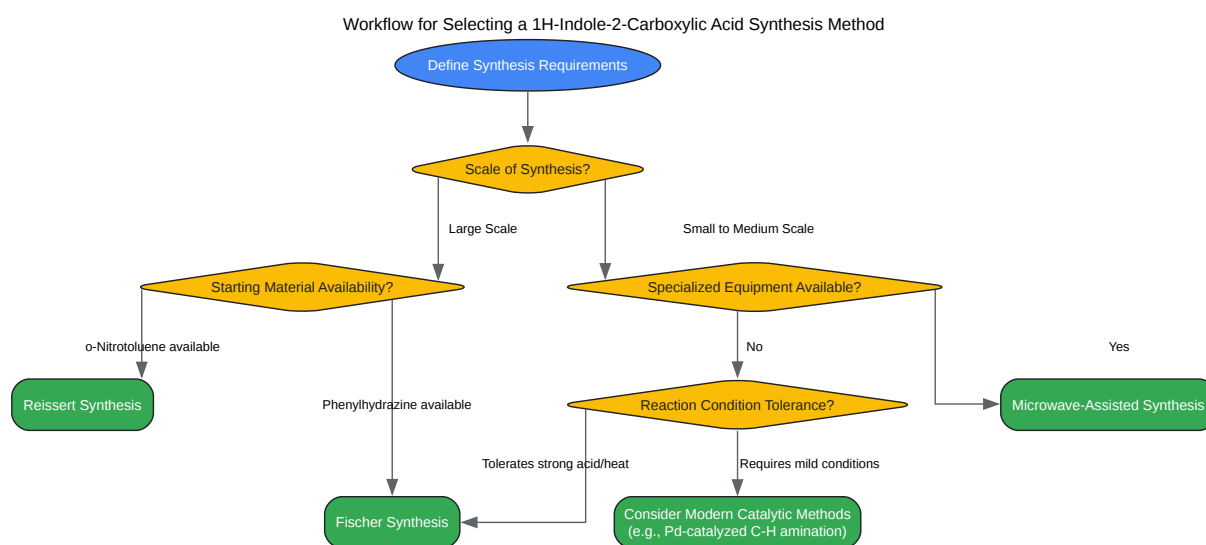 Workflow for Selecting a 1H-Indole-2-Carboxylic Acid Synthesis Method
Define Synthesis Requirements
Scale of Synthesis?
Large Scale
Small to Medium Scale
Starting Material Availability?
Specialized Equipment Available?
o-Nitrotoluene available
No
Yes
Reissert Synthesis
Phenylhydrazine available
Reaction Condition Tolerance?
Microwave-Assisted Synthesis
Tolerates strong acid/heat
Requires mild conditions
Fischer Synthesis
Consider Modern Catalytic Methods
(e.g., Pd-catalyzed C-H amination)